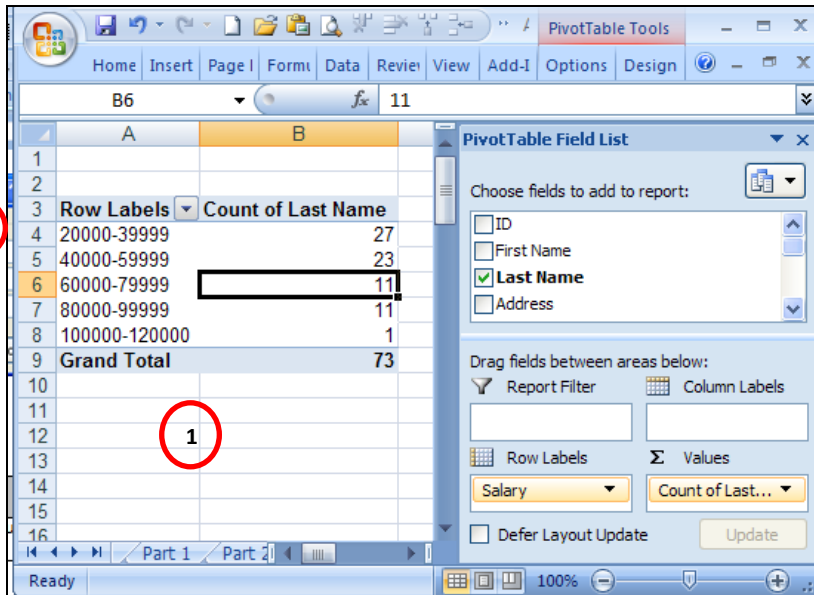 PivotTable Tools
Home Insert Page l Formu Data Review View Add-I Options Design
B6 fx 11
A B
PivotTable Field List
1
2
Choose fields to add to report:
3 Row Labels Count of Last Name
ID
4 20000-39999 27
First Name
5 40000-59999 23
Last Name
6 60000-79999 11
Address
7 80000-99999 11
8 100000-120000 1
9 Grand Total 73
Drag fields between areas below:
10
Report Filter Column Labels
11
12 1
13
Row Labels Σ Values
14
Salary Count of Last...
15
Defer Layout Update Update
16
Part 1 Part 2
Ready 100%